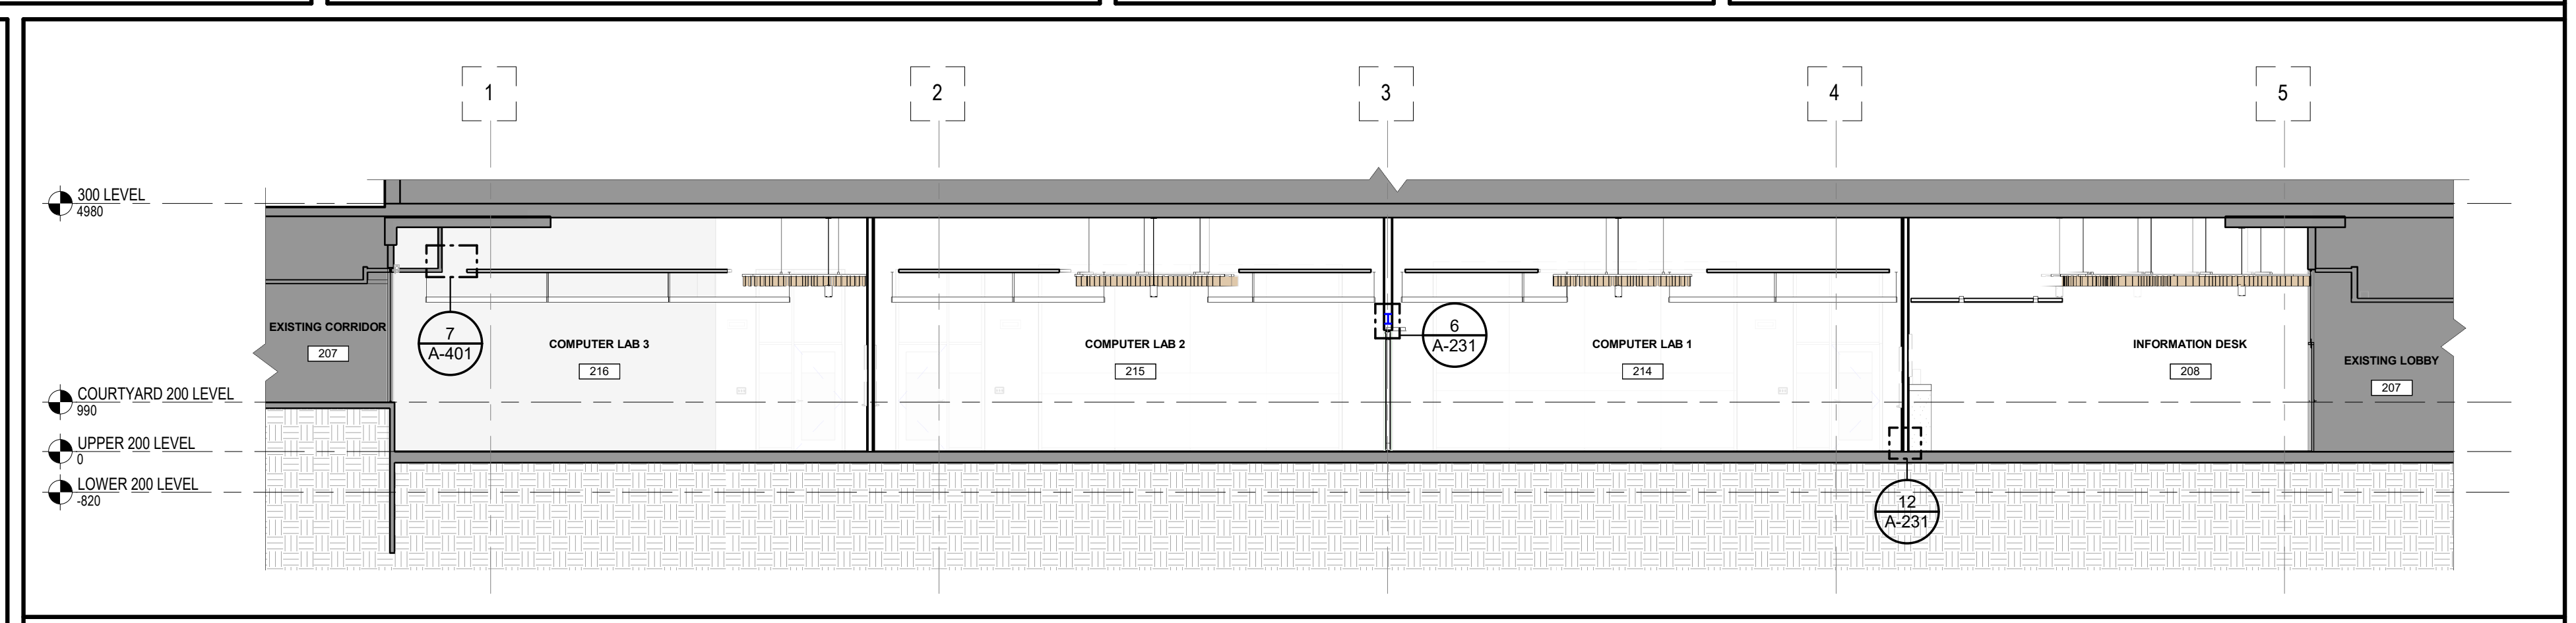 1
2
3
4
5
300 LEVEL
4980
EXISTING CORRIDOR
207
7
A-401
COMPUTER LAB 3
216
COMPUTER LAB 2
215
6
A-231
COMPUTER LAB 1
214
INFORMATION DESK
208
EXISTING LOBBY
207
COURTYARD 200 LEVEL
990
UPPER 200 LEVEL
0
LOWER 200 LEVEL
-820
12
A-231